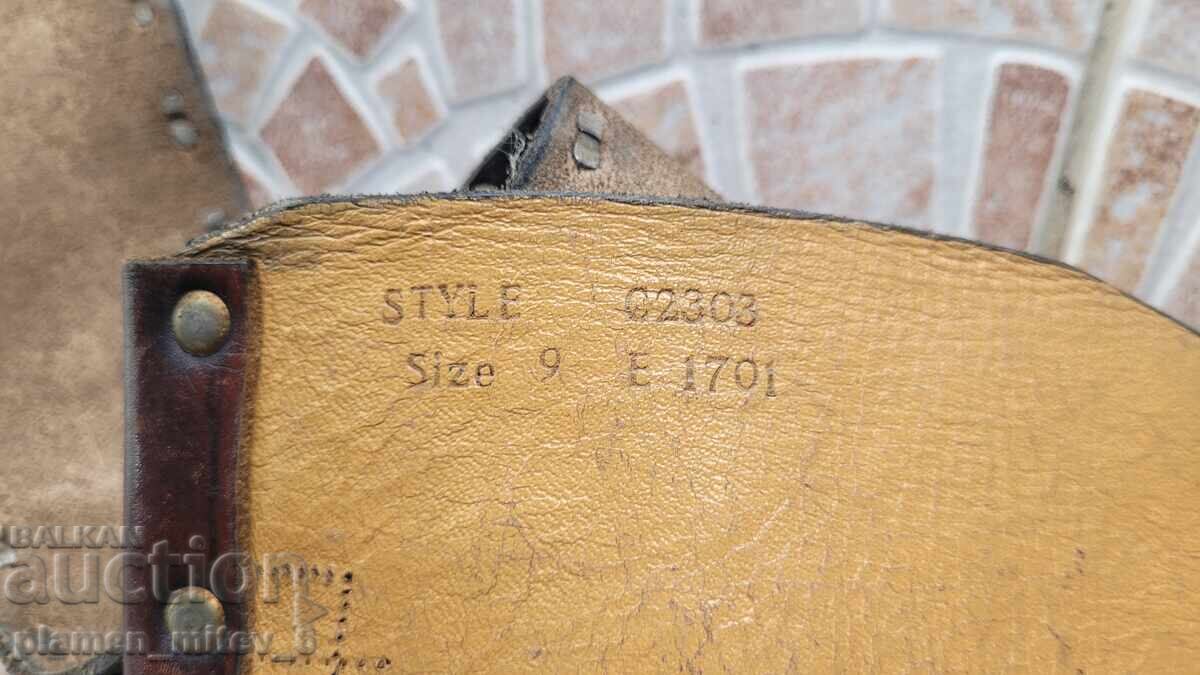 STYLE C2303
Size 9 E 1701
BALKAN
auction
plamen_mitev_8